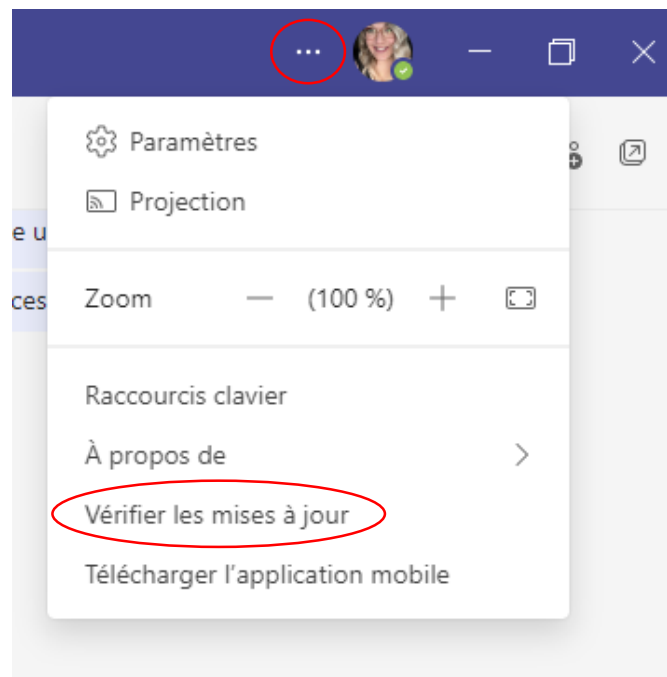 Paramètres
Projection
e u
ces
Zoom — (100 %) +
Raccourcis clavier
À propos de
Vérifier les mises à jour
Télécharger l’application mobile